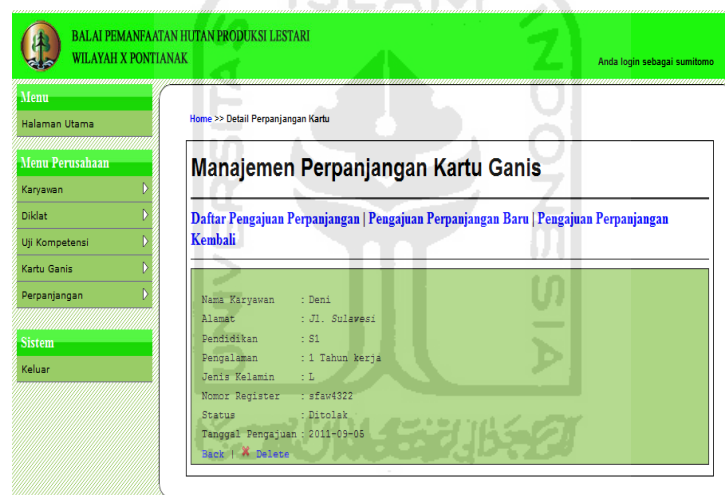 BALAI PEMANFAATAN HUTAN PRODUKSI LESTARI
WILAYAH X PONTIANAK
Anda login sebagai sumitomo
Menu
Halaman Utama
Menu Perusahaan
Karyawan
Diklat
Uji Kompetensi
Kartu Ganis
Perpanjangan
Sistem
Keluar
Home >> Detail Perpanjangan Kartu
Manajemen Perpanjangan Kartu Ganis
Daftar Pengajuan Perpanjangan | Pengajuan Perpanjangan Baru | Pengajuan Perpanjangan
Kembali
Nama Karyawan : Deni
Alamat : Jl. Sulawesi
Pendidikan : S1
Pengalaman : 1 Tahun kerja
Jenis Kelamin : L
Nomor Register : sfaw4322
Status : Ditolak
Tanggal Pengajuan : 2011-09-05
Back | Delete
ISLAM
UNIVERSITAS
INDONESIA